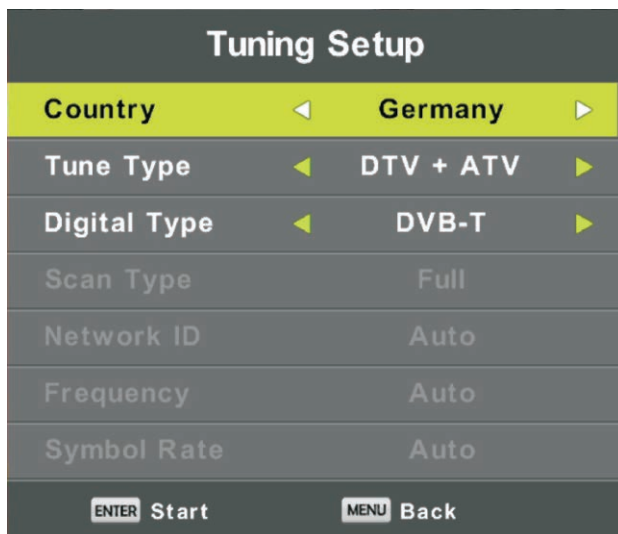 Tuning Setup
Country Germany
Tune Type DTV + ATV
Digital Type DVB-T
Scan Type Full
Network ID Auto
Frequency Auto
Symbol Rate Auto
ENTER Start MENU Back